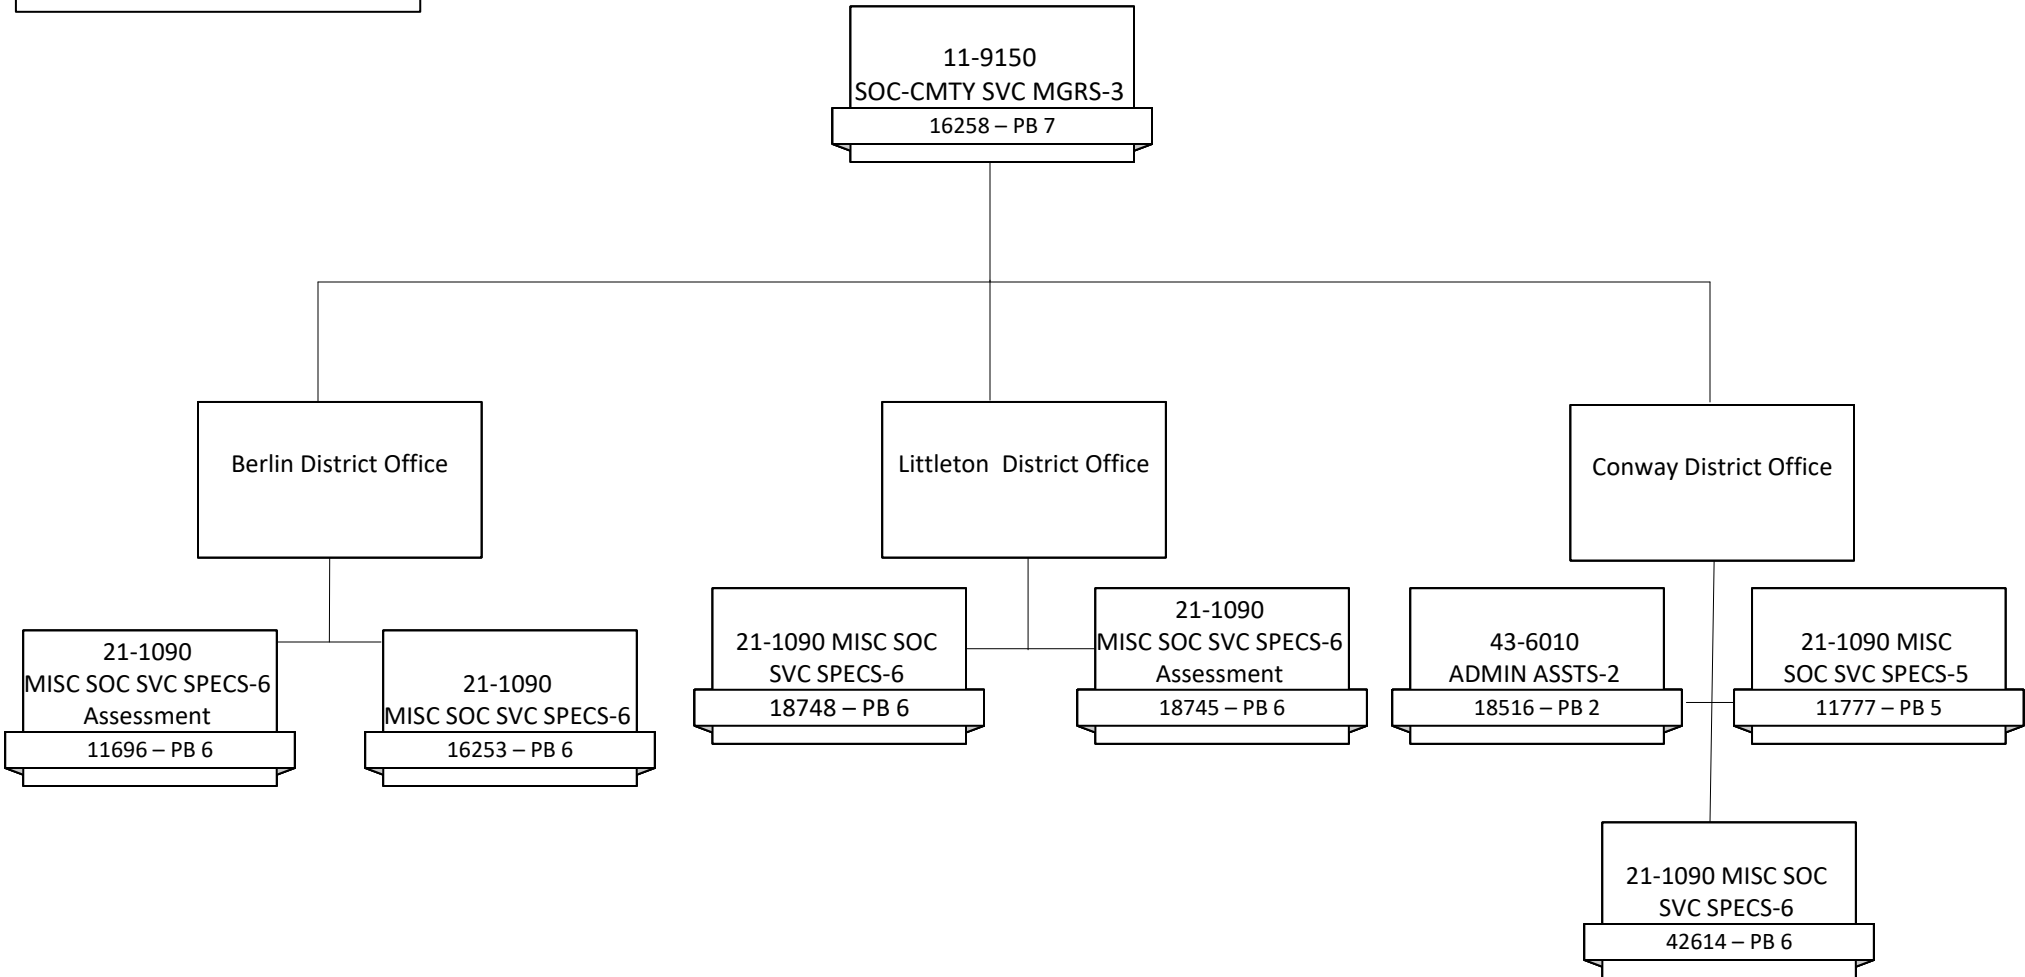 11-9150
SOC-CMTY SVC MGRS-3
16258 – PB 7
Berlin District Office
Littleton District Office
Conway District Office
21-1090
MISC SOC SVC SPECS-6
Assessment
11696 – PB 6
21-1090
MISC SOC SVC SPECS-6
16253 – PB 6
21-1090 MISC SOC
SVC SPECS-6
18748 – PB 6
21-1090
MISC SOC SVC SPECS-6
Assessment
18745 – PB 6
43-6010
ADMIN ASSTS-2
18516 – PB 2
21-1090 MISC
SOC SVC SPECS-5
11777 – PB 5
21-1090 MISC SOC
SVC SPECS-6
42614 – PB 6